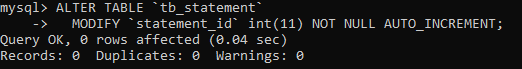 mysql> ALTER TABLE `tb_statement`
    ->   MODIFY `statement_id` int(11) NOT NULL AUTO_INCREMENT;
Query OK, 0 rows affected (0.04 sec)
Records: 0  Duplicates: 0  Warnings: 0